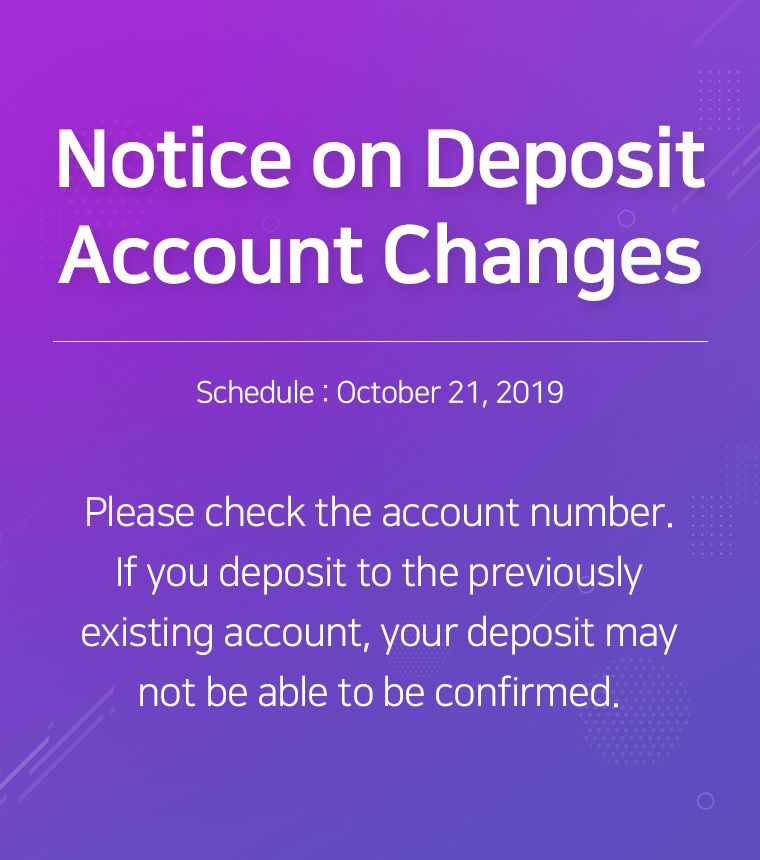 Notice on Deposit
Account Changes
Schedule : October 21, 2019
Please check the account number.
If you deposit to the previously
existing account, your deposit may
not be able to be confirmed.